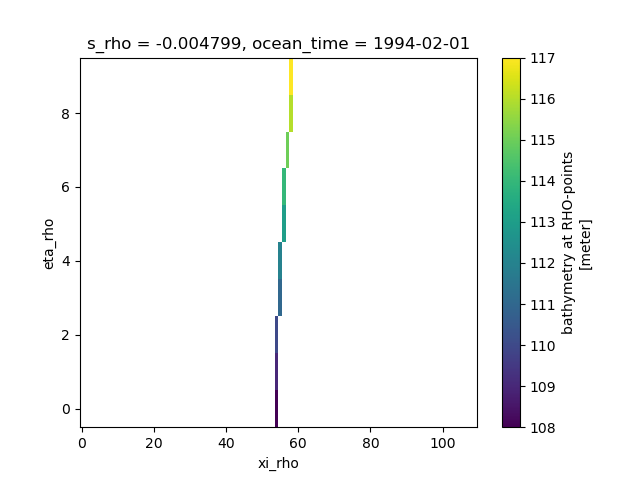 s_rho = -0.004799, ocean_time = 1994-02-01
8
6
4
2
0
eta_rho
0 20 40 60 80 100
xi_rho
117
116
115
114
113
112
111
110
109
108
bathymetry at RHO-points
[meter]